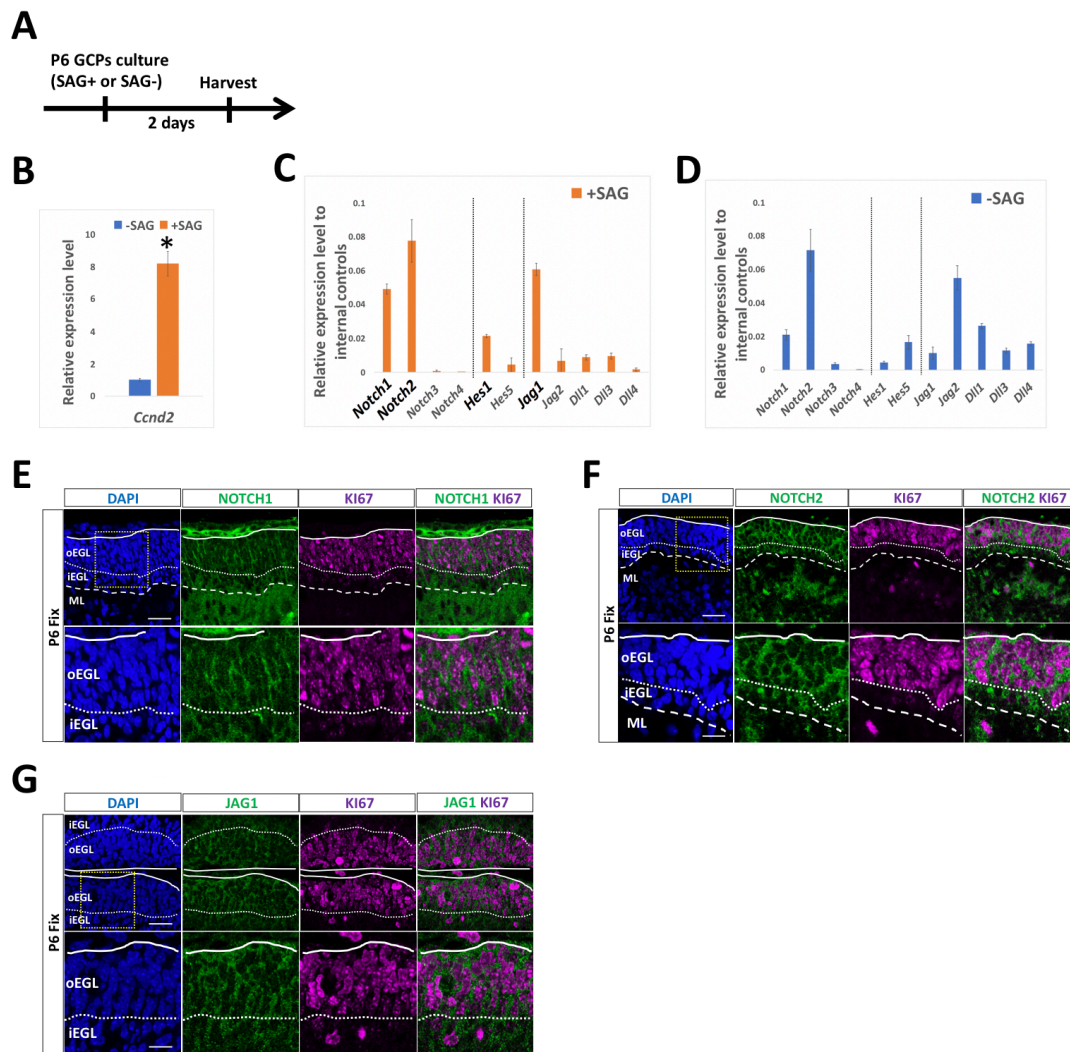 A
P6 GCPs culture
(SAG+ or SAG-)
Harvest
2 days
B
-SAG +SAG
Relative expression level
10
8
6
4
2
0
*
Ccnd2
C
+SAG
Relative expression level to
internal controls
0.1
0.08
0.06
0.04
0.02
0
Notch1
Notch2
Notch3
Notch4
Hes1
Hes5
Jag1
Jag2
Dll1
Dll3
Dll4
D
-SAG
Relative expression level to
internal controls
0.1
0.08
0.06
0.04
0.02
0
Notch1
Notch2
Notch3
Notch4
Hes1
Hes5
Jag1
Jag2
Dll1
Dll3
Dll4
E
DAPI NOTCH1 KI67 NOTCH1 KI67
P6 Fix
oEGL
iEGL
ML
oEGL
iEGL
F
DAPI NOTCH2 KI67 NOTCH2 KI67
P6 Fix
oEGL
iEGL
ML
oEGL
iEGL
ML
G
DAPI JAG1 KI67 JAG1 KI67
P6 Fix
iEGL
oEGL
oEGL
iEGL
oEGL
iEGL